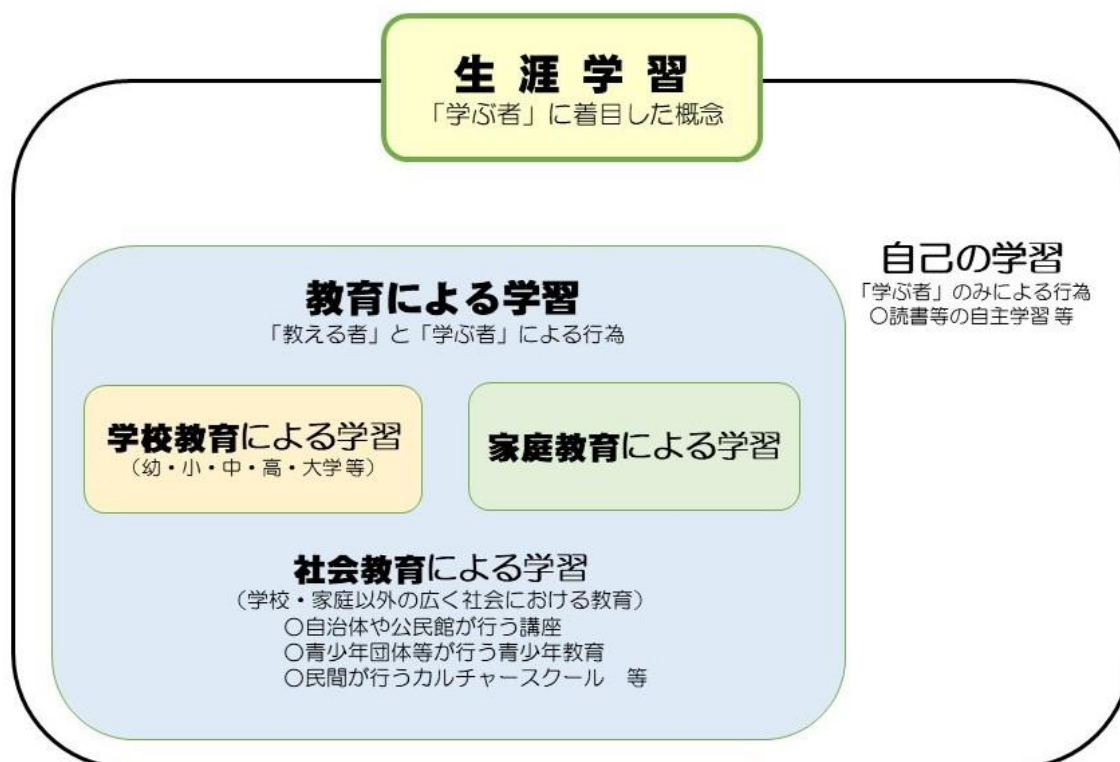 生涯学習
「学ぶ者」に着目した概念
自己の学習
「学ぶ者」のみによる行為
○読書等の自主学習 等
教育による学習
「教える者」と「学ぶ者」による行為
学校教育による学習
（幼・小・中・高・大学等）
家庭教育による学習
社会教育による学習
（学校・家庭以外の広く社会における教育）
○自治体や公民館が行う講座
○青少年団体等が行う青少年教育
○民間が行うカルチャースクール　等